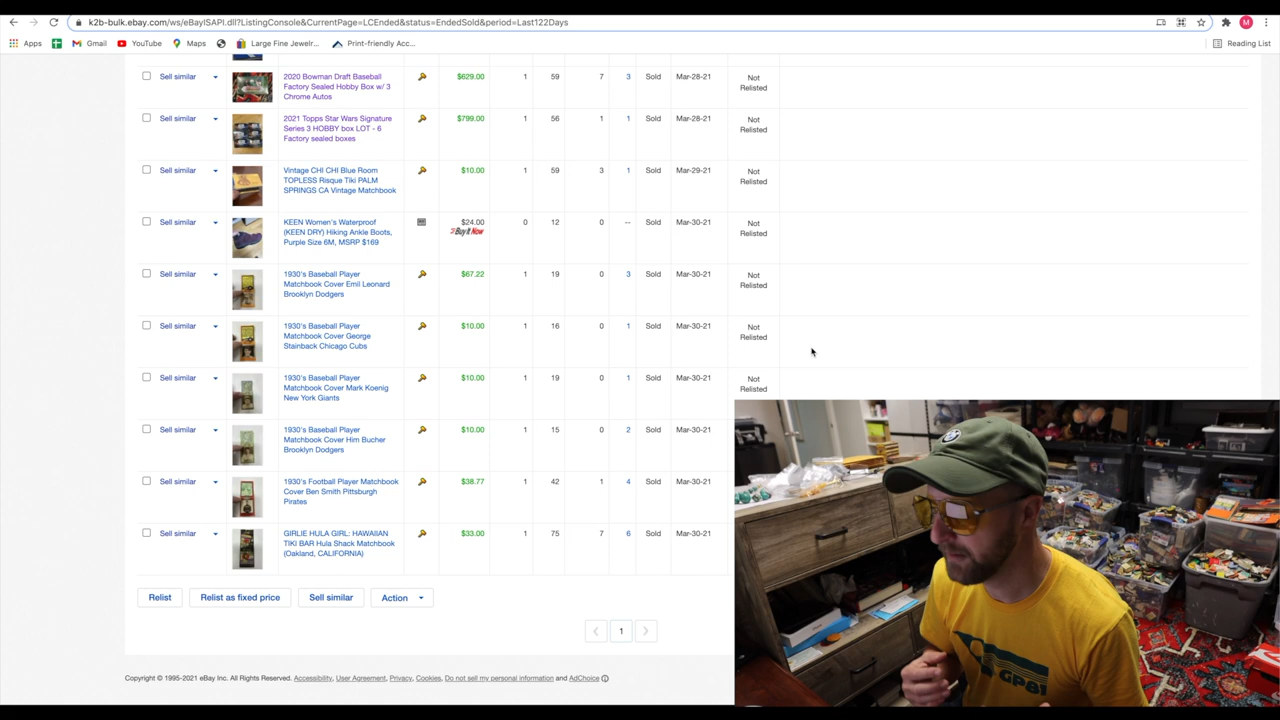 k2b-bulk.ebay.com/ws/eBayISAPI.dll?ListingConsole&CurrentPage=LCEnded&status=EndedSold&period=Last122Days
M
Apps
Gmail
YouTube
Maps
Large Fine Jewelr...
Print-friendly Acc...
Reading List
Sell similar
2020 Bowman Draft Baseball
Factory Sealed Hobby Box w/ 3
Chrome Autos
$629.00 1 59 7 3 Sold Mar-28-21
Not
Relisted
Sell similar
2021 Topps Star Wars Signature
Series 3 HOBBY box LOT - 6
Factory sealed boxes
$799.00 1 56 1 1 Sold Mar-28-21
Not
Relisted
Sell similar
Vintage CHI CHI Blue Room
TOPLESS Risque Tiki PALM
SPRINGS CA Vintage Matchbook
$10.00 1 59 3 1 Sold Mar-29-21
Not
Relisted
Sell similar
KEEN Women's Waterproof
(KEEN DRY) Hiking Ankle Boots,
Purple Size 6M, MSRP $169
$24.00 0 12 0 -- Sold Mar-30-21
Buy It Now
Not
Relisted
Sell similar
1930's Baseball Player
Matchbook Cover Emil Leonard
Brooklyn Dodgers
$67.22 1 19 0 3 Sold Mar-30-21
Not
Relisted
Sell similar
1930's Baseball Player
Matchbook Cover George
Stainback Chicago Cubs
$10.00 1 16 0 1 Sold Mar-30-21
Not
Relisted
Sell similar
1930's Baseball Player
Matchbook Cover Mark Koenig
New York Giants
$10.00 1 19 0 1 Sold Mar-30-21
Not
Relisted
Sell similar
1930's Baseball Player
Matchbook Cover Him Bucher
Brooklyn Dodgers
$10.00 1 15 0 2 Sold Mar-30-21
Sell similar
1930's Football Player Matchbook
Cover Ben Smith Pittsburgh
Pirates
$38.77 1 42 1 4 Sold Mar-30-21
Sell similar
GIRLIE HULA GIRL: HAWAIIAN
TIKI BAR Hula Shack Matchbook
(Oakland, CALIFORNIA)
$33.00 1 75 7 6 Sold Mar-30-21
Relist
Relist as fixed price
Sell similar
Action
1
Copyright © 1995-2021 eBay Inc. All Rights Reserved. Accessibility, User Agreement, Privacy, Cookies, Do not sell my personal information and AdChoice